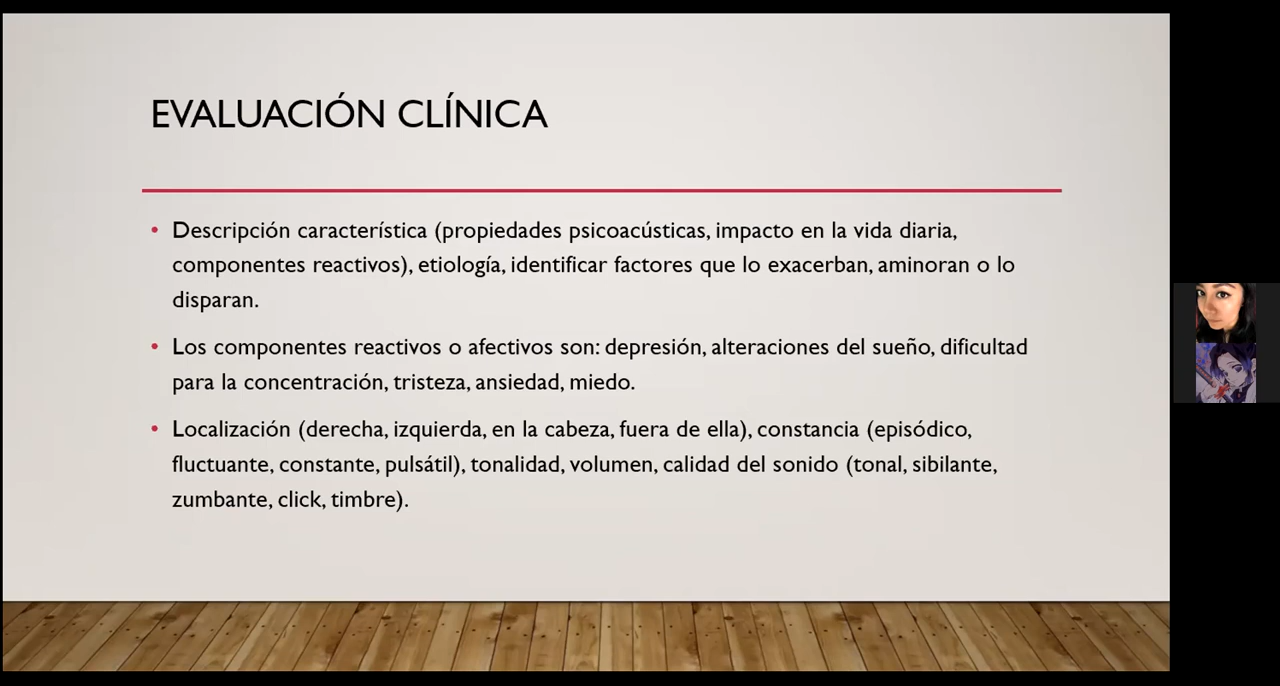 EVALUACIÓN CLÍNICA
• Descripción característica (propiedades psicoacústicas, impacto en la vida diaria,
componentes reactivos), etiología, identificar factores que lo exacerban, aminoran o lo
disparan.
• Los componentes reactivos o afectivos son: depresión, alteraciones del sueño, dificultad
para la concentración, tristeza, ansiedad, miedo.
• Localización (derecha, izquierda, en la cabeza, fuera de ella), constancia (episódico,
fluctuante, constante, pulsátil), tonalidad, volumen, calidad del sonido (tonal, sibilante,
zumbante, click, timbre).